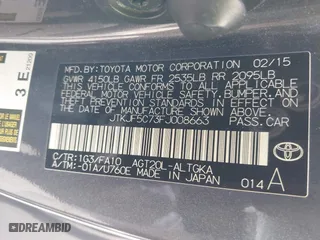 MFD. BY: TOYOTA MOTOR CORPORATION 02/15
GVWR 4150LB GAWR FR 2535LB RR 2095LB
THIS VEHICLE CONFORMS TO ALL APPLICABLE
FEDERAL MOTOR VEHICLE SAFETY, BUMPER, AND
THEFT PREVENTION STANDARDS IN EFFECT ON
THE DATE OF MANUFACTURE SHOWN ABOVE.
JTKJF5C73FJ008663 PASS. CAR
C/TR: 1G3/FA10 AGT20L-ALTGKA
A/TM: -01A/U760E MADE IN JAPAN
014 A
3 E
DREAMBID
.COM